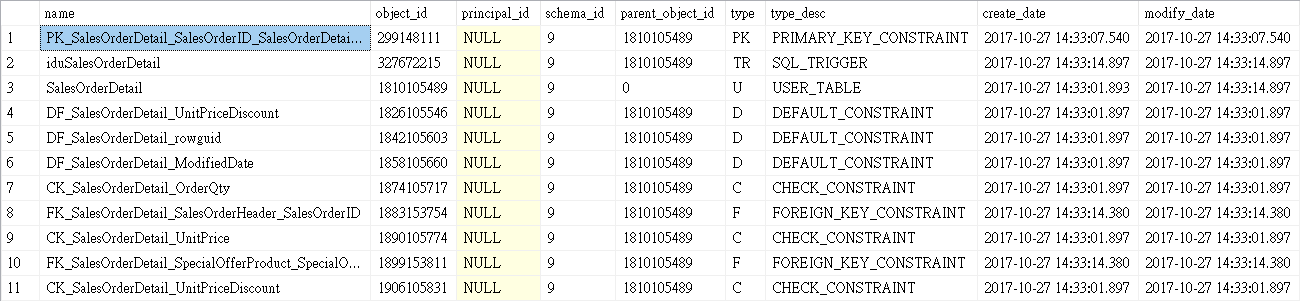 name object_id principal_id schema_id parent_object_id type type_desc create_date modify_date
1 PK_SalesOrderDetail_SalesOrderID_SalesOrderDetai... 299148111 NULL 9 1810105489 PK PRIMARY_KEY_CONSTRAINT 2017-10-27 14:33:07.540 2017-10-27 14:33:07.540
2 iduSalesOrderDetail 327672215 NULL 9 1810105489 TR SQL_TRIGGER 2017-10-27 14:33:14.897 2017-10-27 14:33:14.897
3 SalesOrderDetail 1810105489 NULL 9 0 U USER_TABLE 2017-10-27 14:33:01.893 2017-10-27 14:33:14.897
4 DF_SalesOrderDetail_UnitPriceDiscount 1826105546 NULL 9 1810105489 D DEFAULT_CONSTRAINT 2017-10-27 14:33:01.897 2017-10-27 14:33:01.897
5 DF_SalesOrderDetail_rowguid 1842105603 NULL 9 1810105489 D DEFAULT_CONSTRAINT 2017-10-27 14:33:01.897 2017-10-27 14:33:01.897
6 DF_SalesOrderDetail_ModifiedDate 1858105660 NULL 9 1810105489 D DEFAULT_CONSTRAINT 2017-10-27 14:33:01.897 2017-10-27 14:33:01.897
7 CK_SalesOrderDetail_OrderQty 1874105717 NULL 9 1810105489 C CHECK_CONSTRAINT 2017-10-27 14:33:01.897 2017-10-27 14:33:01.897
8 FK_SalesOrderDetail_SalesOrderHeader_SalesOrderID 1883153754 NULL 9 1810105489 F FOREIGN_KEY_CONSTRAINT 2017-10-27 14:33:14.380 2017-10-27 14:33:14.380
9 CK_SalesOrderDetail_UnitPrice 1890105774 NULL 9 1810105489 C CHECK_CONSTRAINT 2017-10-27 14:33:01.897 2017-10-27 14:33:01.897
10 FK_SalesOrderDetail_SpecialOfferProduct_SpecialO... 1899153811 NULL 9 1810105489 F FOREIGN_KEY_CONSTRAINT 2017-10-27 14:33:14.380 2017-10-27 14:33:14.380
11 CK_SalesOrderDetail_UnitPriceDiscount 1906105831 NULL 9 1810105489 C CHECK_CONSTRAINT 2017-10-27 14:33:01.897 2017-10-27 14:33:01.897